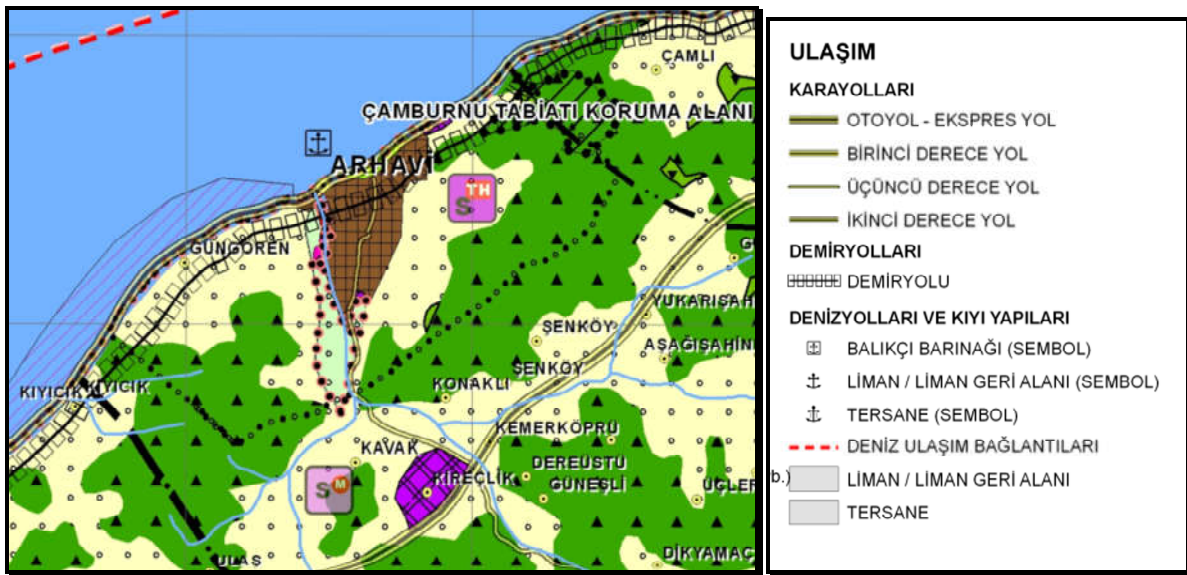 ÇAMLI
ÇAMBURNU TABİATI KORUMA ALANI
ARHAVİ
TH
S
GÜNGÖREN
YUKARIŞAH
ŞENKÖY
AŞAĞIŞAHİN
ŞENKÖY
KIYICIK
KIYICIK
KONAKLI
KEMERKÖPRÜ
KAVAK
DEREÜSTÜ
KİREÇLİK
GÜNEŞLİ
ÜÇLER
S M
ULAŞ
DİKYAMAÇ
ULAŞIM
KARAYOLLARI
OTOYOL - EKSPRES YOL
BİRİNCİ DERECE YOL
ÜÇÜNCÜ DERECE YOL
İKİNCİ DERECE YOL
DEMİRYOLLARI
DEMİRYOLU
DENİZYOLLARI VE KIYI YAPILARI
BALIKÇI BARINAĞI (SEMBOL)
LİMAN / LİMAN GERİ ALANI (SEMBOL)
TERSANE (SEMBOL)
DENİZ ULAŞIM BAĞLANTILARI
b.)
LİMAN / LİMAN GERİ ALANI
TERSANE